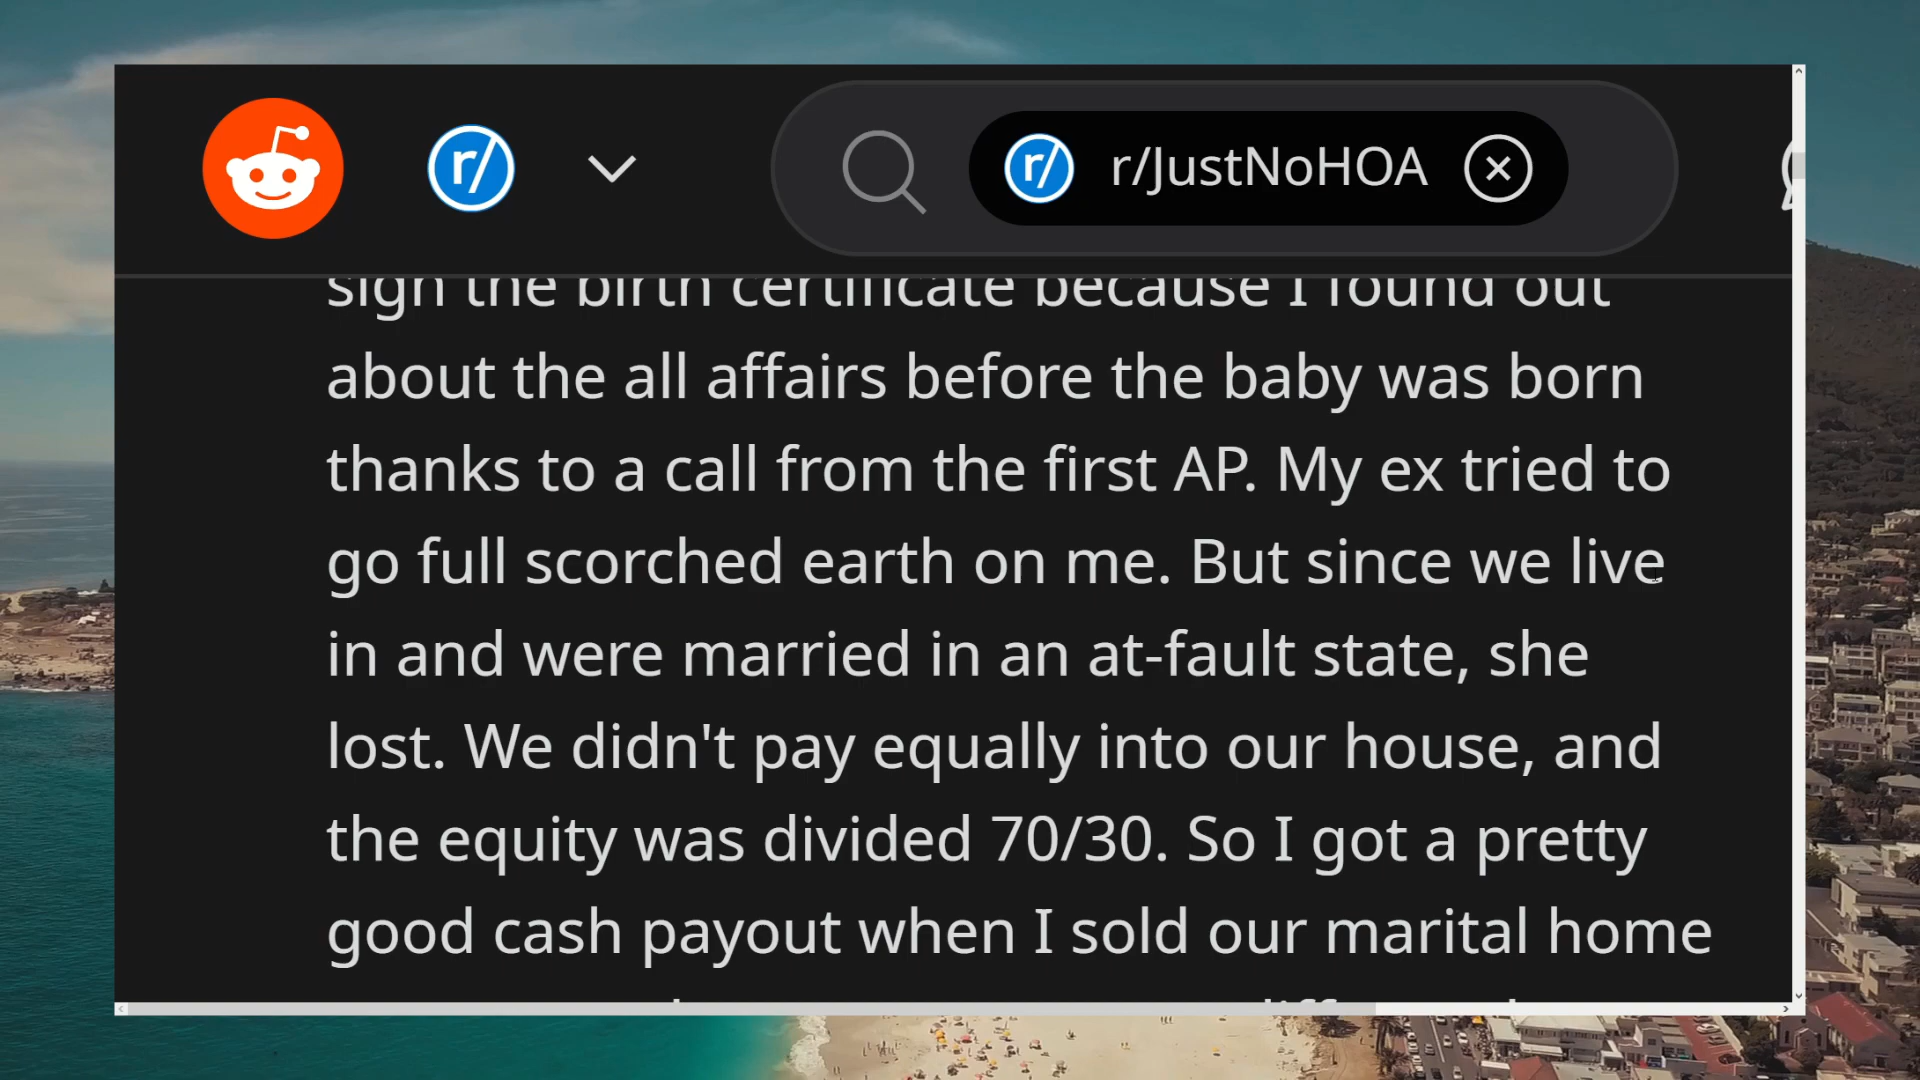 r/
r/
r/JustNoHOA
sign the birth certificate because I found out
about the all affairs before the baby was born
thanks to a call from the first AP. My ex tried to
go full scorched earth on me. But since we live
in and were married in an at-fault state, she
lost. We didn't pay equally into our house, and
the equity was divided 70/30. So I got a pretty
good cash payout when I sold our marital home